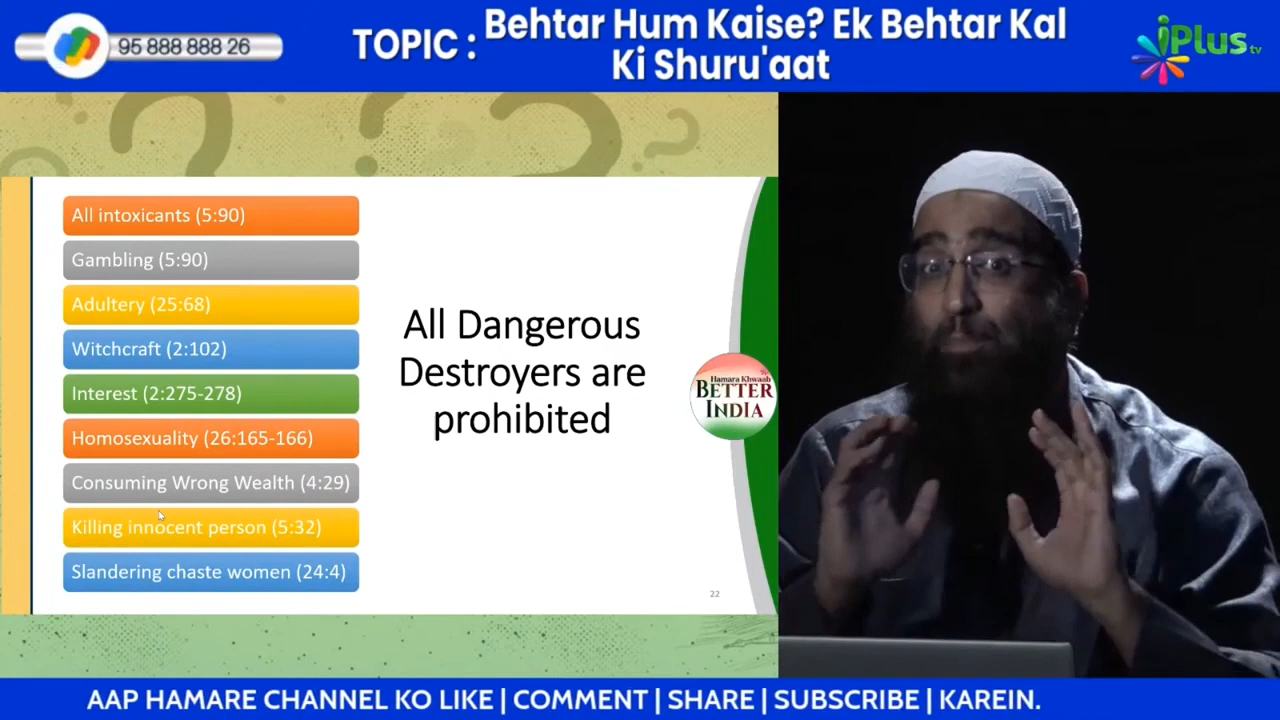 95 888 888 26
TOPIC : Behtar Hum Kaise? Ek Behtar Kal
Ki Shuru'aat
iPlus tv
All intoxicants (5:90)
Gambling (5:90)
Adultery (25:68)
Witchcraft (2:102)
Interest (2:275-278)
Homosexuality (26:165-166)
Consuming Wrong Wealth (4:29)
Killing innocent person (5:32)
Slandering chaste women (24:4)
All Dangerous
Destroyers are
prohibited
Hamara Khwaab
BETTER
INDIA
22
AAP HAMARE CHANNEL KO LIKE | COMMENT | SHARE | SUBSCRIBE | KAREIN.